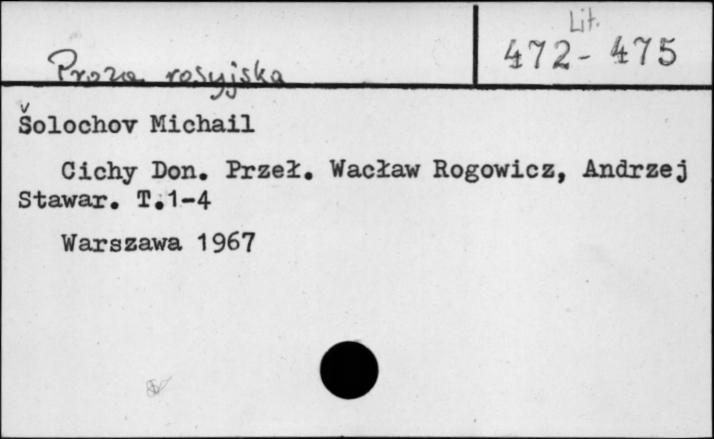 Lit.
472-475
Proza rosyjska
Šolochov Michail
Cichy Don. Przeł. Wacław Rogowicz, Andrzej
Stawar. T.1-4
Warszawa 1967